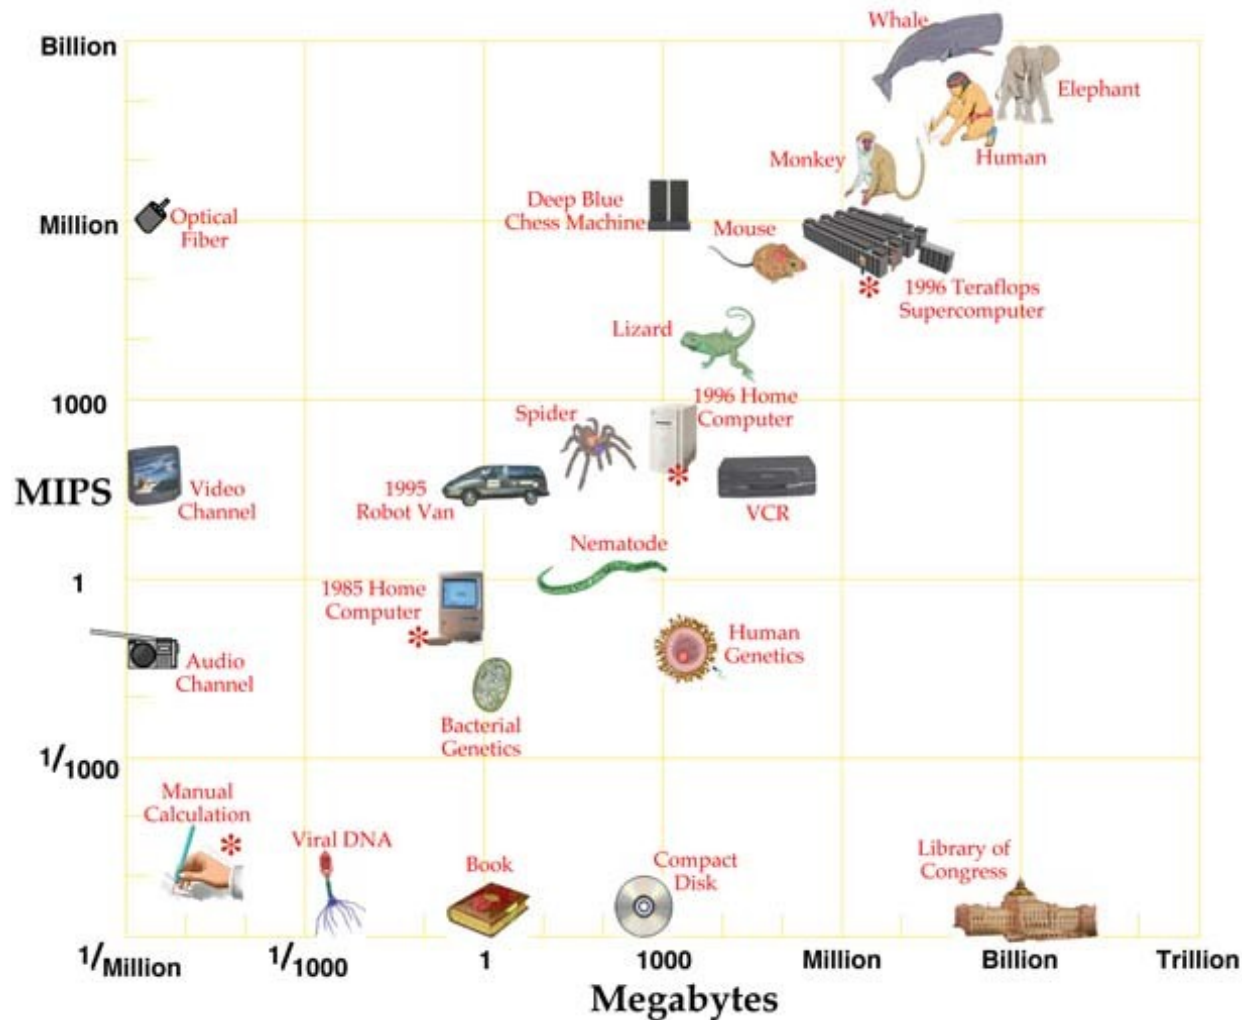 Whale
Billion
Elephant
Monkey
Human
Deep Blue
Chess Machine
Million
Optical
Fiber
Mouse
1996 Teraflops
Supercomputer
Lizard
1000
1996 Home
Computer
Spider
MIPS
Video
Channel
1995
Robot Van
VCR
Nematode
1
1985 Home
Computer
Human
Genetics
Audio
Channel
Bacterial
Genetics
1/1000
Manual
Calculation
Viral DNA
Book
Compact
Disk
Library of
Congress
1/Million 1/1000 1 1000 Million Billion Trillion
Megabytes